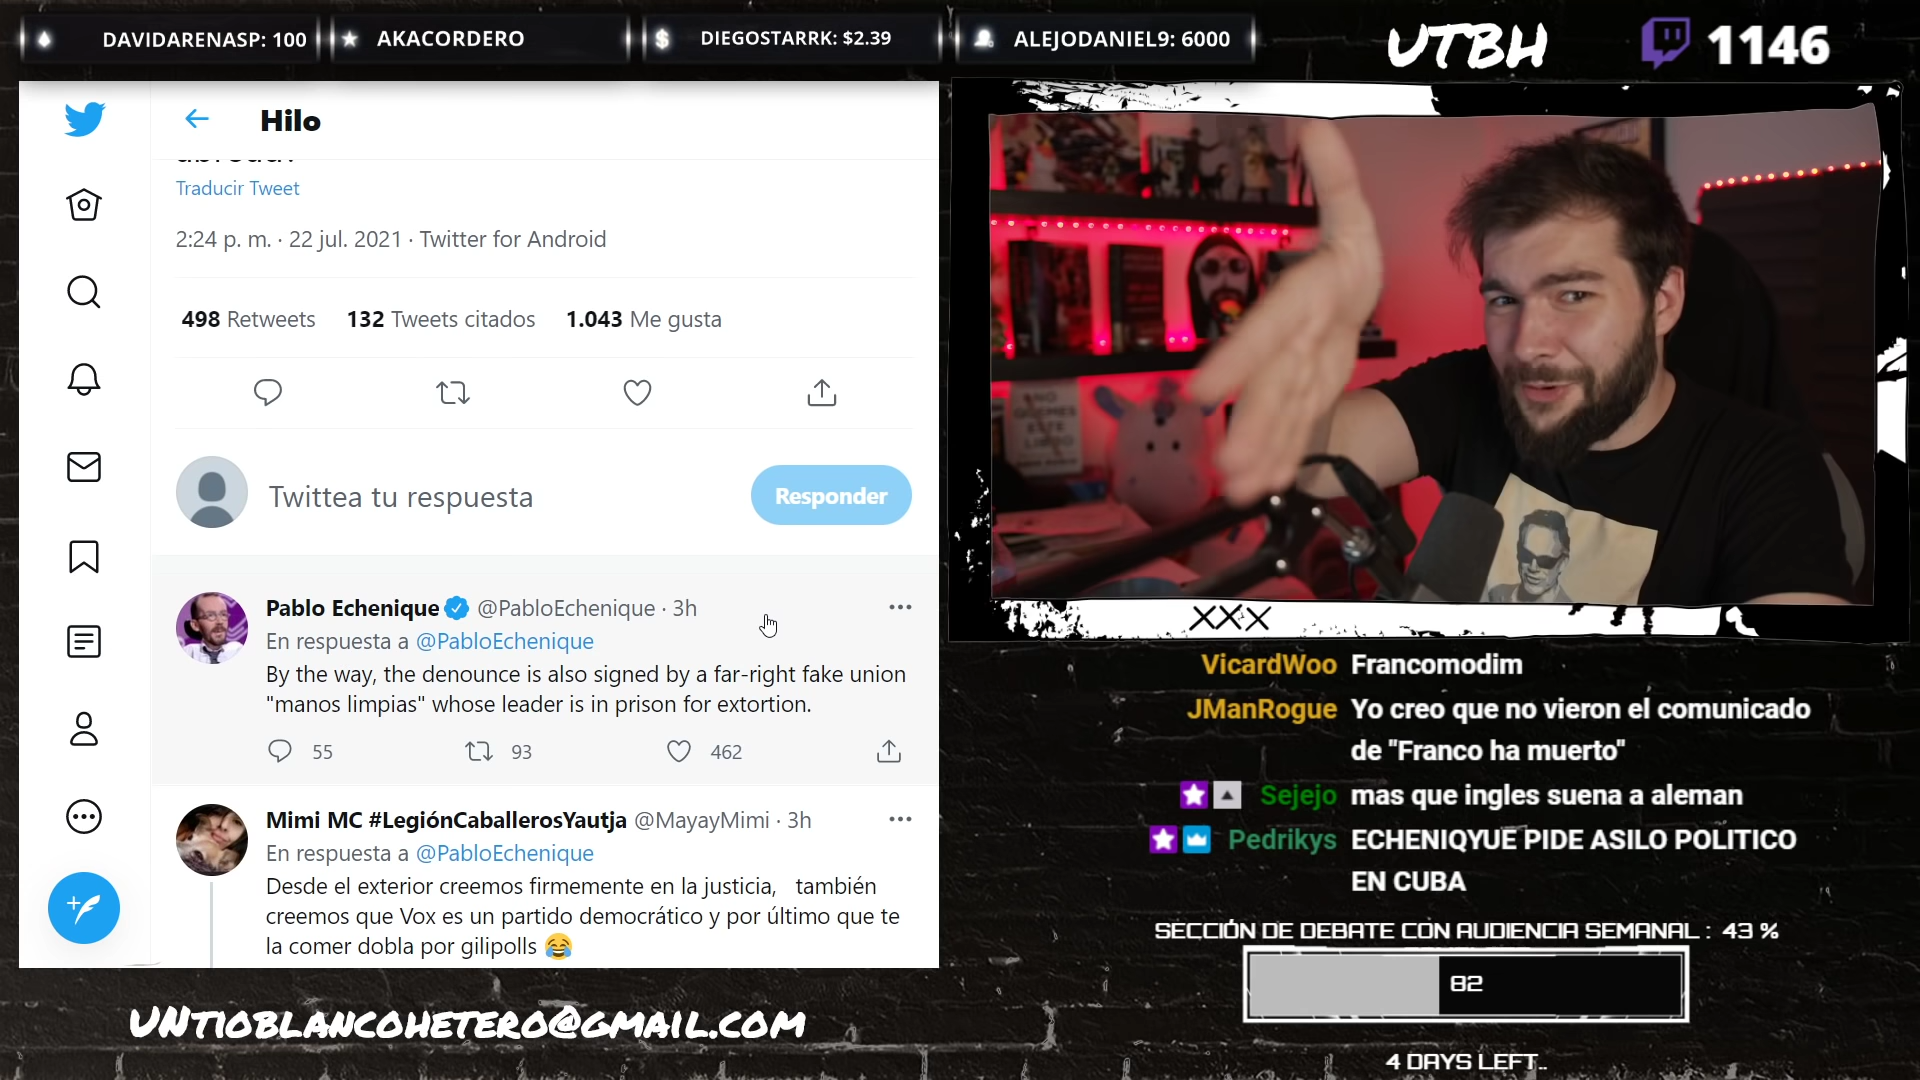 DAVIDARENASP: 100
AKACORDERO
DIEGOSTARRK: $2.39
ALEJODANIEL9: 6000
UTBH
1146
Hilo
Traducir Tweet
2:24 p. m. · 22 jul. 2021 · Twitter for Android
498 Retweets 132 Tweets citados 1.043 Me gusta
Twittea tu respuesta
Responder
Pablo Echenique @PabloEchenique · 3h
En respuesta a @PabloEchenique
By the way, the denounce is also signed by a far-right fake union
"manos limpias" whose leader is in prison for extortion.
55 93 462
Mimi MC #LegiónCaballerosYautja @MayayMimi · 3h
En respuesta a @PabloEchenique
Desde el exterior creemos firmemente en la justicia, también
creemos que Vox es un partido democrático y por último que te
la comer dobla por gilipolls 😂
UNTIOBLANCOHETERO@GMAIL.COM
NO
QUEMES
ESTE
LIBRO
XXX
VicardWoo Francomodim
JManRogue Yo creo que no vieron el comunicado
de "Franco ha muerto"
Sejejo mas que ingles suena a aleman
Pedrikys ECHENIQYUE PIDE ASILO POLITICO
EN CUBA
SECCIÓN DE DEBATE CON AUDIENCIA SEMANAL : 43 %
82
4 DAYS LEFT..